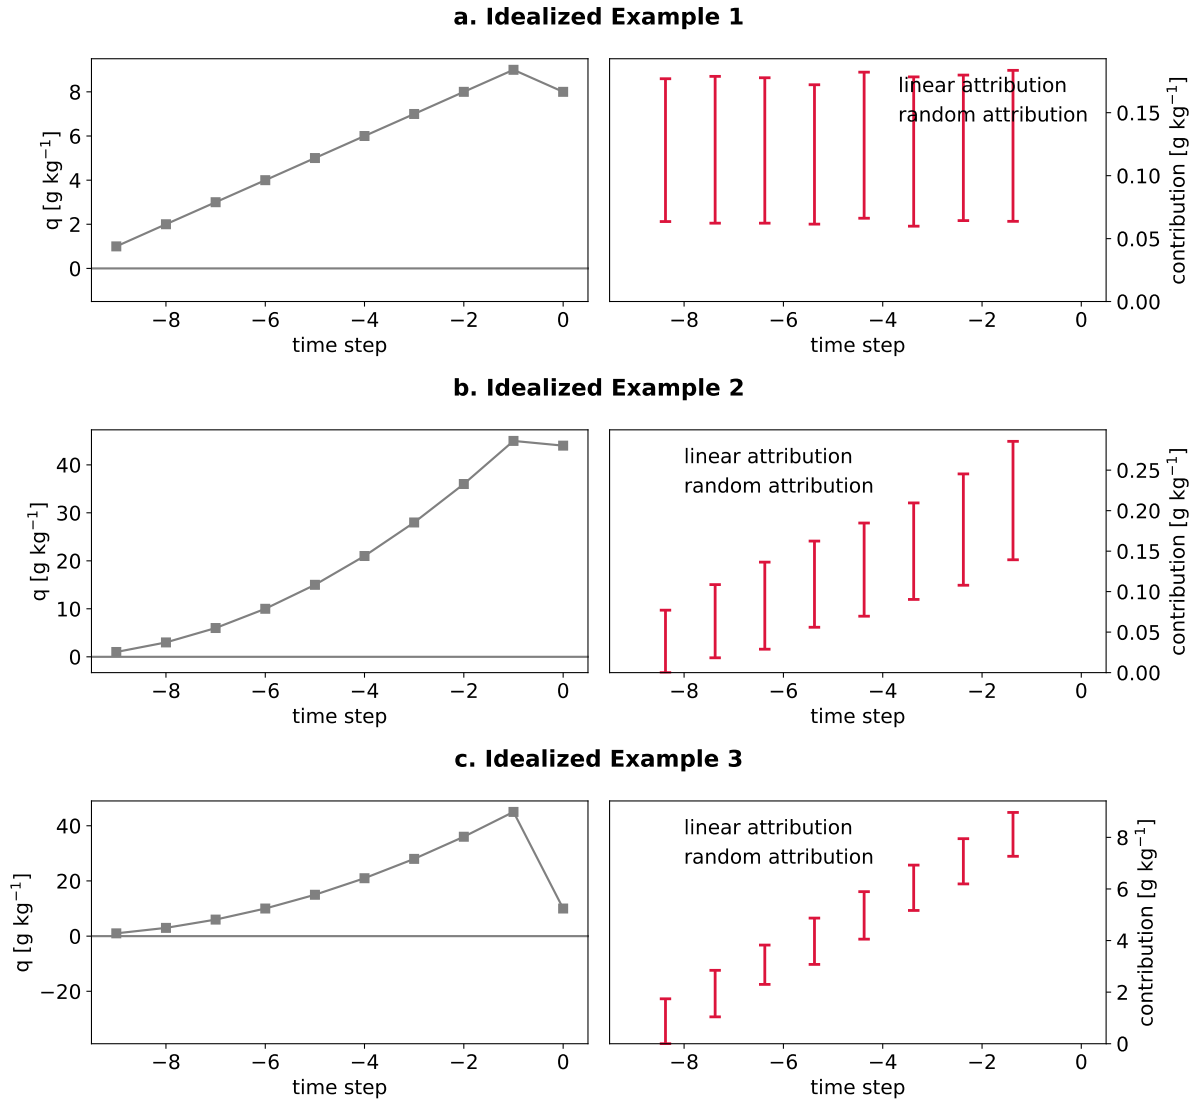 a. Idealized Example 1
q [g kg⁻¹]
8
6
4
2
0
−8 −6 −4 −2 0
time step
linear attribution
random attribution
0.15
0.10
0.05
0.00
contribution [g kg⁻¹]
−8 −6 −4 −2 0
time step
b. Idealized Example 2
q [g kg⁻¹]
40
30
20
10
0
−8 −6 −4 −2 0
time step
linear attribution
random attribution
0.25
0.20
0.15
0.10
0.05
0.00
contribution [g kg⁻¹]
−8 −6 −4 −2 0
time step
c. Idealized Example 3
q [g kg⁻¹]
40
20
0
−20
−8 −6 −4 −2 0
time step
linear attribution
random attribution
8
6
4
2
0
contribution [g kg⁻¹]
−8 −6 −4 −2 0
time step